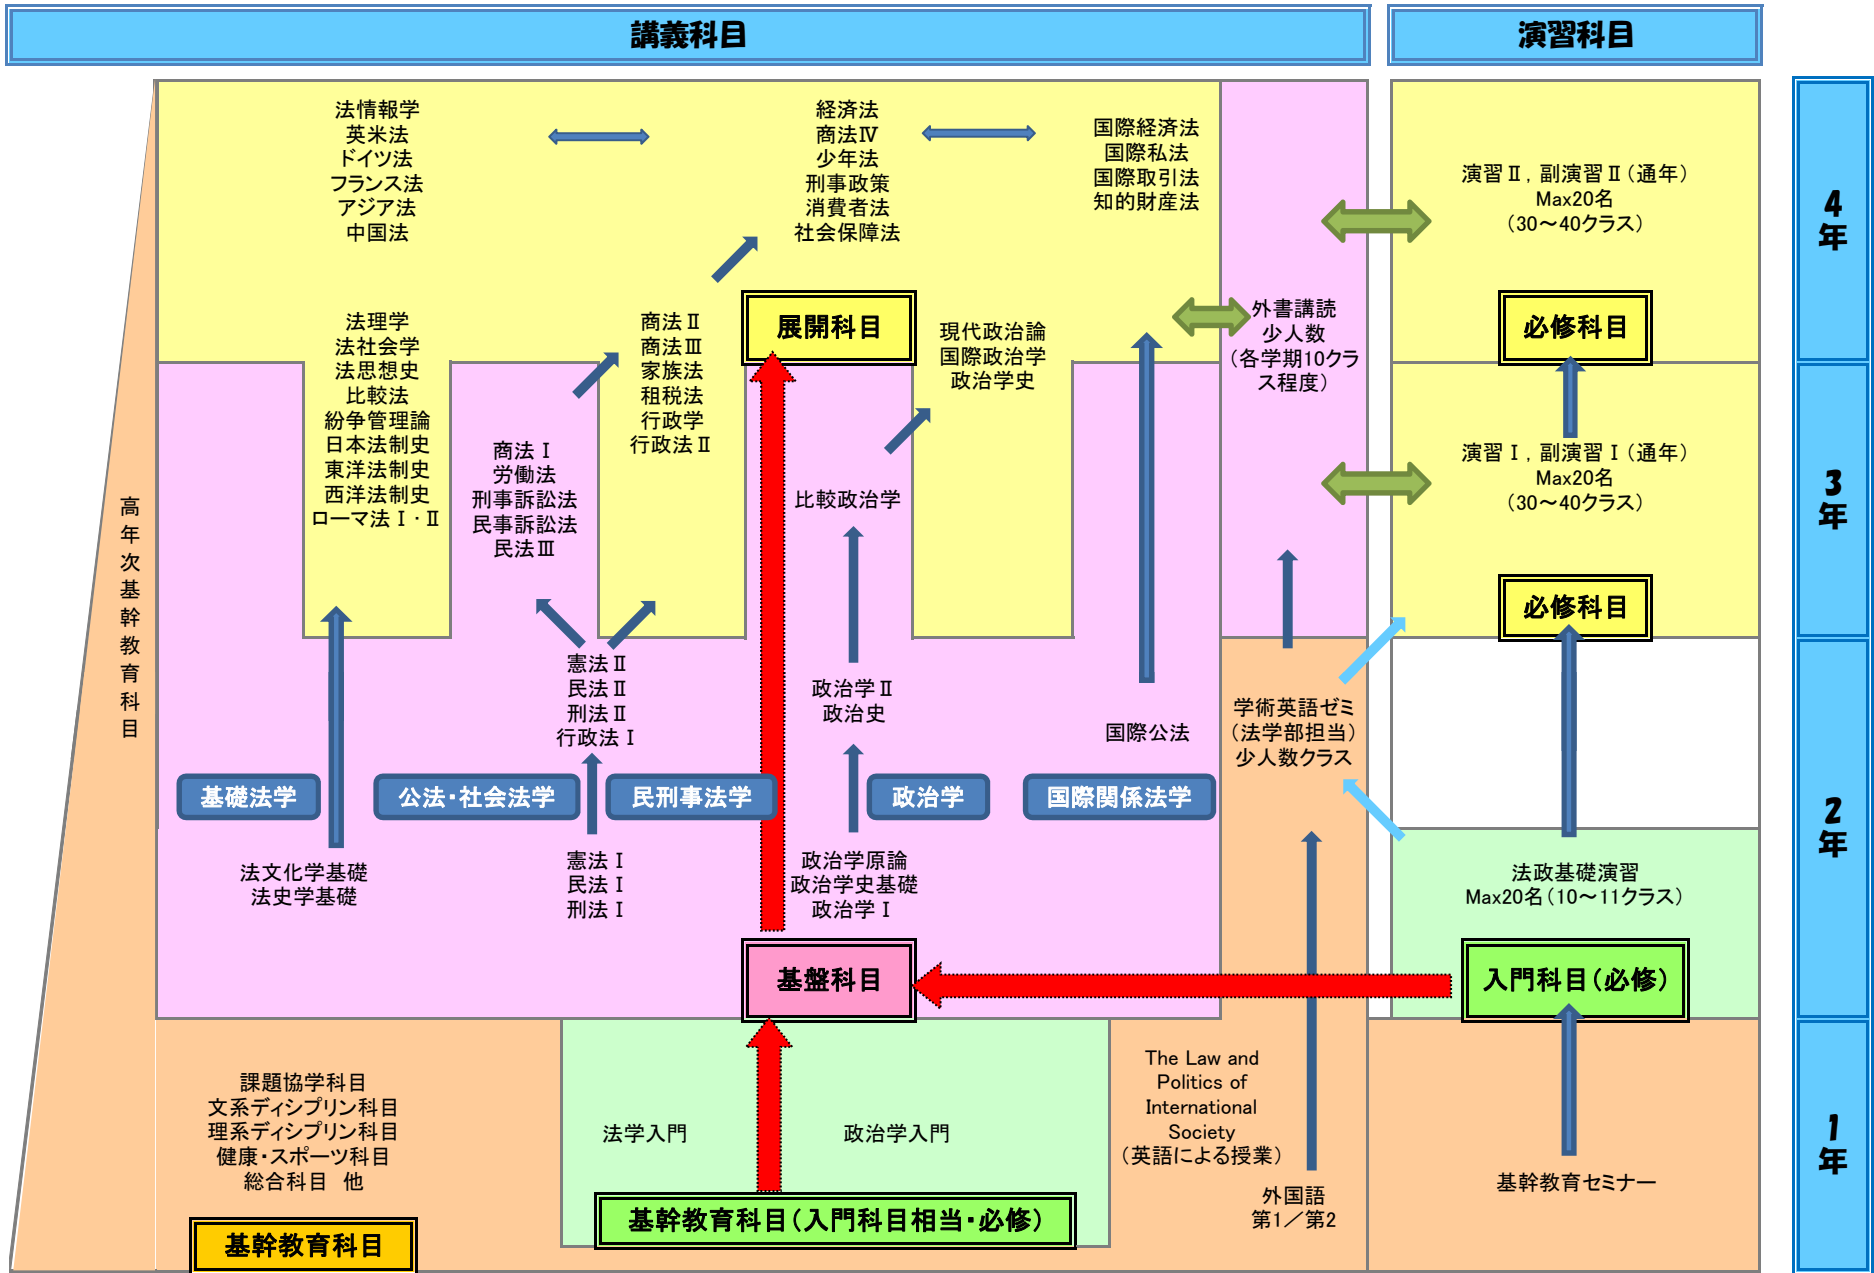 講義科目
演習科目
法情報学
英米法
ドイツ法
フランス法
アジア法
中国法
経済法
商法Ⅳ
少年法
刑事政策
消費者法
社会保障法
国際経済法
国際私法
国際取引法
知的財産法
演習Ⅱ，副演習Ⅱ（通年）
Max20名
（30～40クラス）
4
年
法理学
法社会学
法思想史
比較法
紛争管理論
日本法制史
東洋法制史
西洋法制史
ローマ法Ⅰ・Ⅱ
商法Ⅱ
商法Ⅲ
家族法
租税法
行政学
行政法Ⅱ
展開科目
現代政治論
国際政治学
政治学史
外書講読
少人数
（各学期10クラ
ス程度）
必修科目
高年次基幹教育科目
商法Ⅰ
労働法
刑事訴訟法
民事訴訟法
民法Ⅲ
比較政治学
演習Ⅰ，副演習Ⅰ（通年）
Max20名
（30～40クラス）
3
年
必修科目
憲法Ⅱ
民法Ⅱ
刑法Ⅱ
行政法Ⅰ
政治学Ⅱ
政治史
国際公法
学術英語ゼミ
（法学部担当）
少人数クラス
基礎法学
公法・社会法学
民刑事法学
政治学
国際関係法学
2
年
法文化学基礎
法史学基礎
憲法Ⅰ
民法Ⅰ
刑法Ⅰ
政治学原論
政治学史基礎
政治学Ⅰ
法政基礎演習
Max20名（10～11クラス）
基盤科目
入門科目（必修）
課題協学科目
文系ディシプリン科目
理系ディシプリン科目
健康・スポーツ科目
総合科目 他
法学入門
政治学入門
The Law and
Politics of
International
Society
（英語による授業）
外国語
第1／第2
基幹教育セミナー
1
年
基幹教育科目（入門科目相当・必修）
基幹教育科目